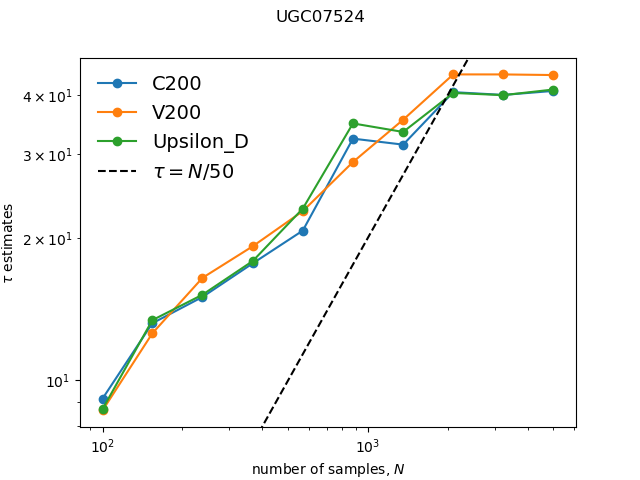 UGC07524
C200
V200
Upsilon_D
τ = N/50
4 × 10¹
3 × 10¹
2 × 10¹
10¹
τ estimates
10² 10³
number of samples, N